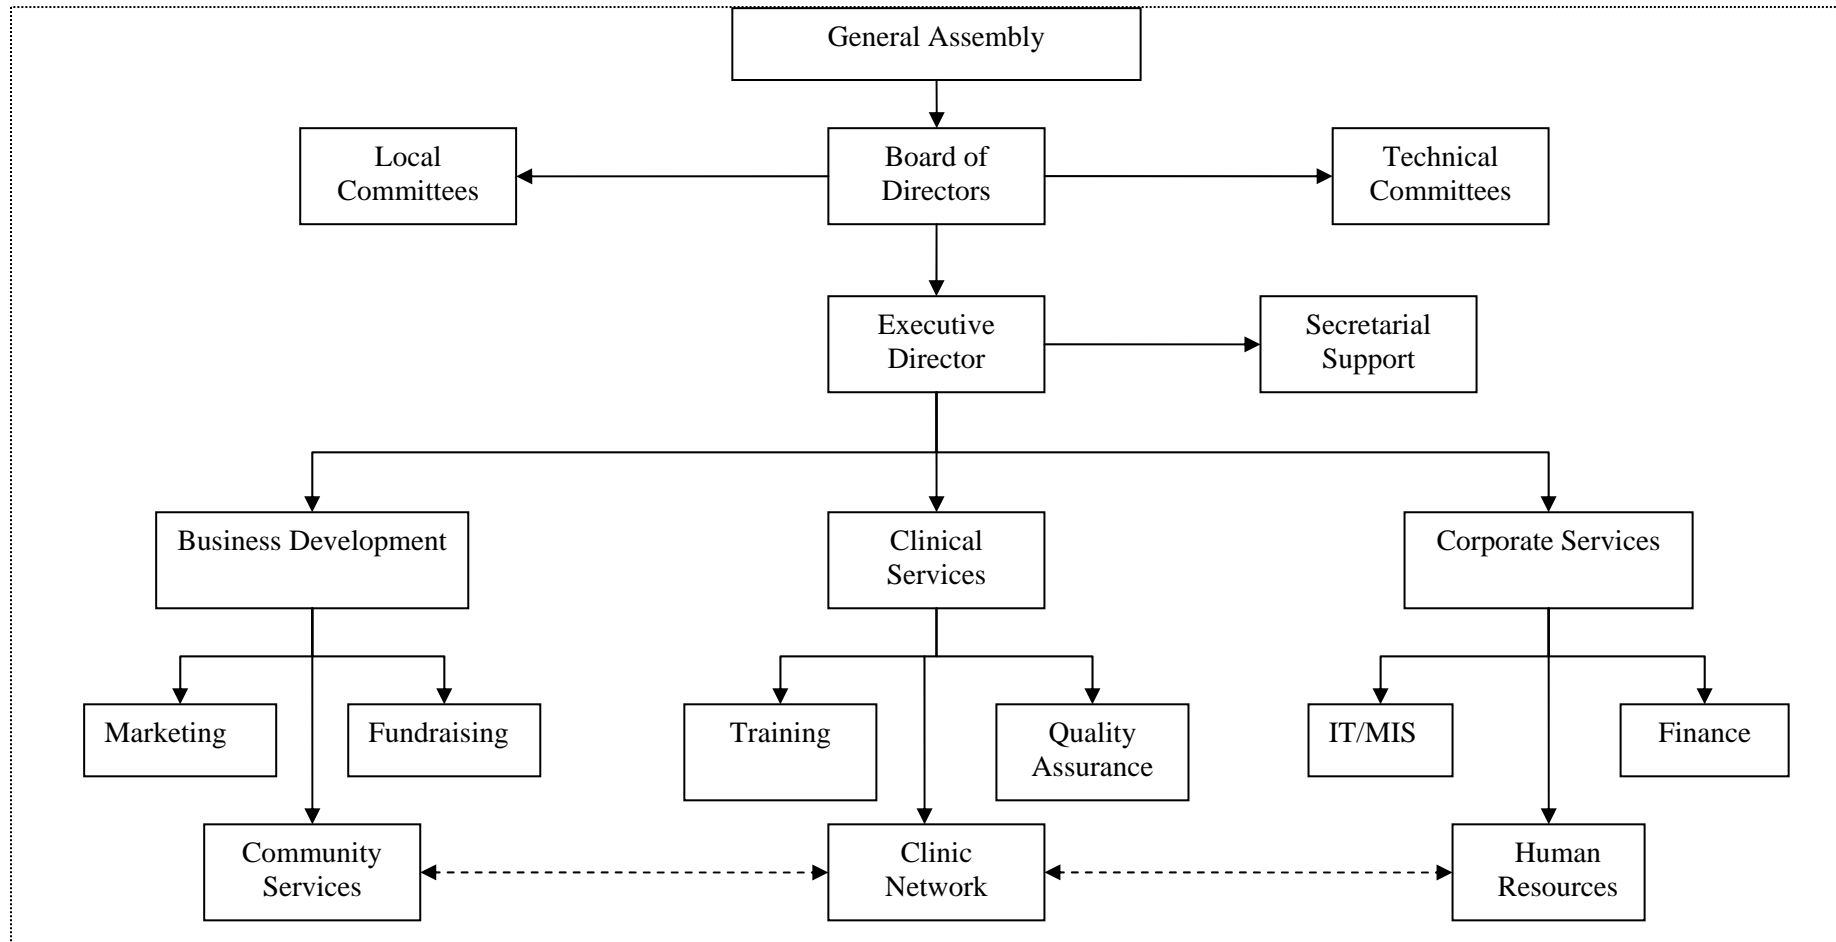 General Assembly
Local
Committees
Board of
Directors
Technical
Committees
Executive
Director
Secretarial
Support
Business Development
Clinical
Services
Corporate Services
Marketing
Fundraising
Training
Quality
Assurance
IT/MIS
Finance
Community
Services
Clinic
Network
Human
Resources